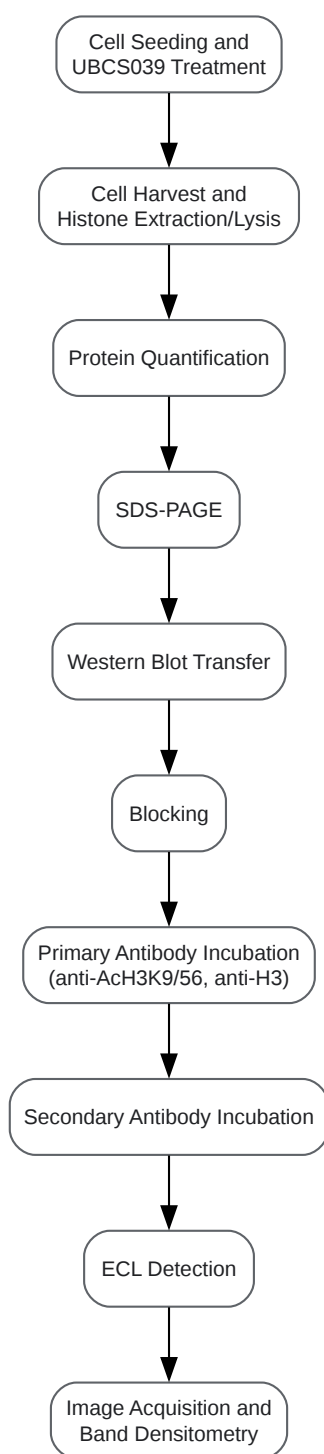 Cell Seeding and
UBCS039 Treatment
Cell Harvest and
Histone Extraction/Lysis
Protein Quantification
SDS-PAGE
Western Blot Transfer
Blocking
Primary Antibody Incubation
(anti-AcH3K9/56, anti-H3)
Secondary Antibody Incubation
ECL Detection
Image Acquisition and
Band Densitometry